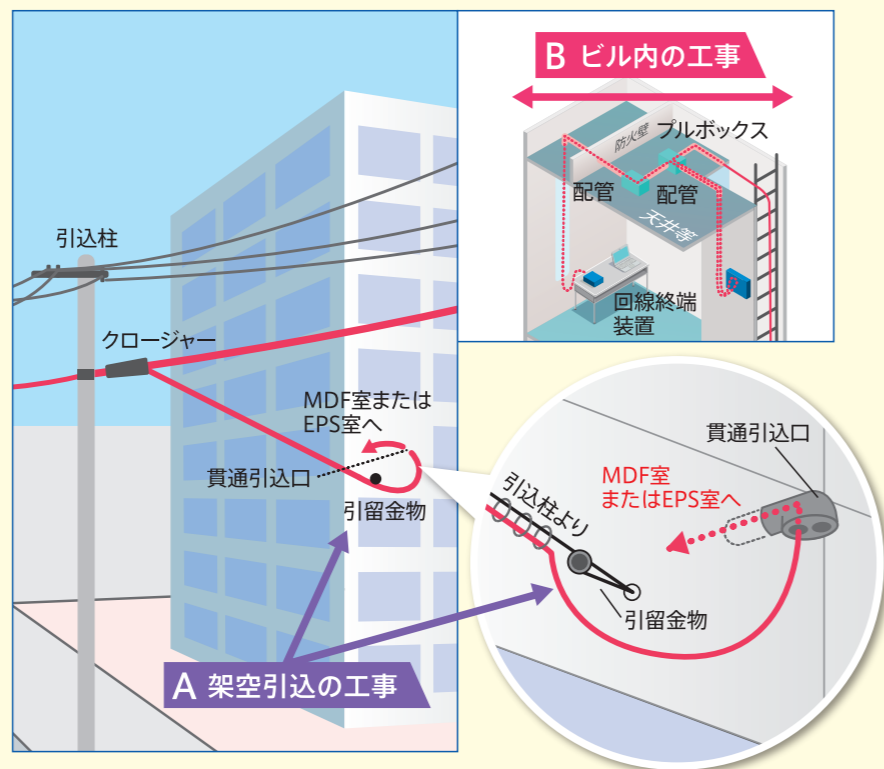 B ビル内の工事
防火壁
プルボックス
配管
配管
天井等
回線終端
装置
引込柱
クロージャー
MDF室または
EPS室へ
貫通引込口
引留金物
A 架空引込の工事
貫通引込口
MDF室
またはEPS室へ
引込柱より
引留金物